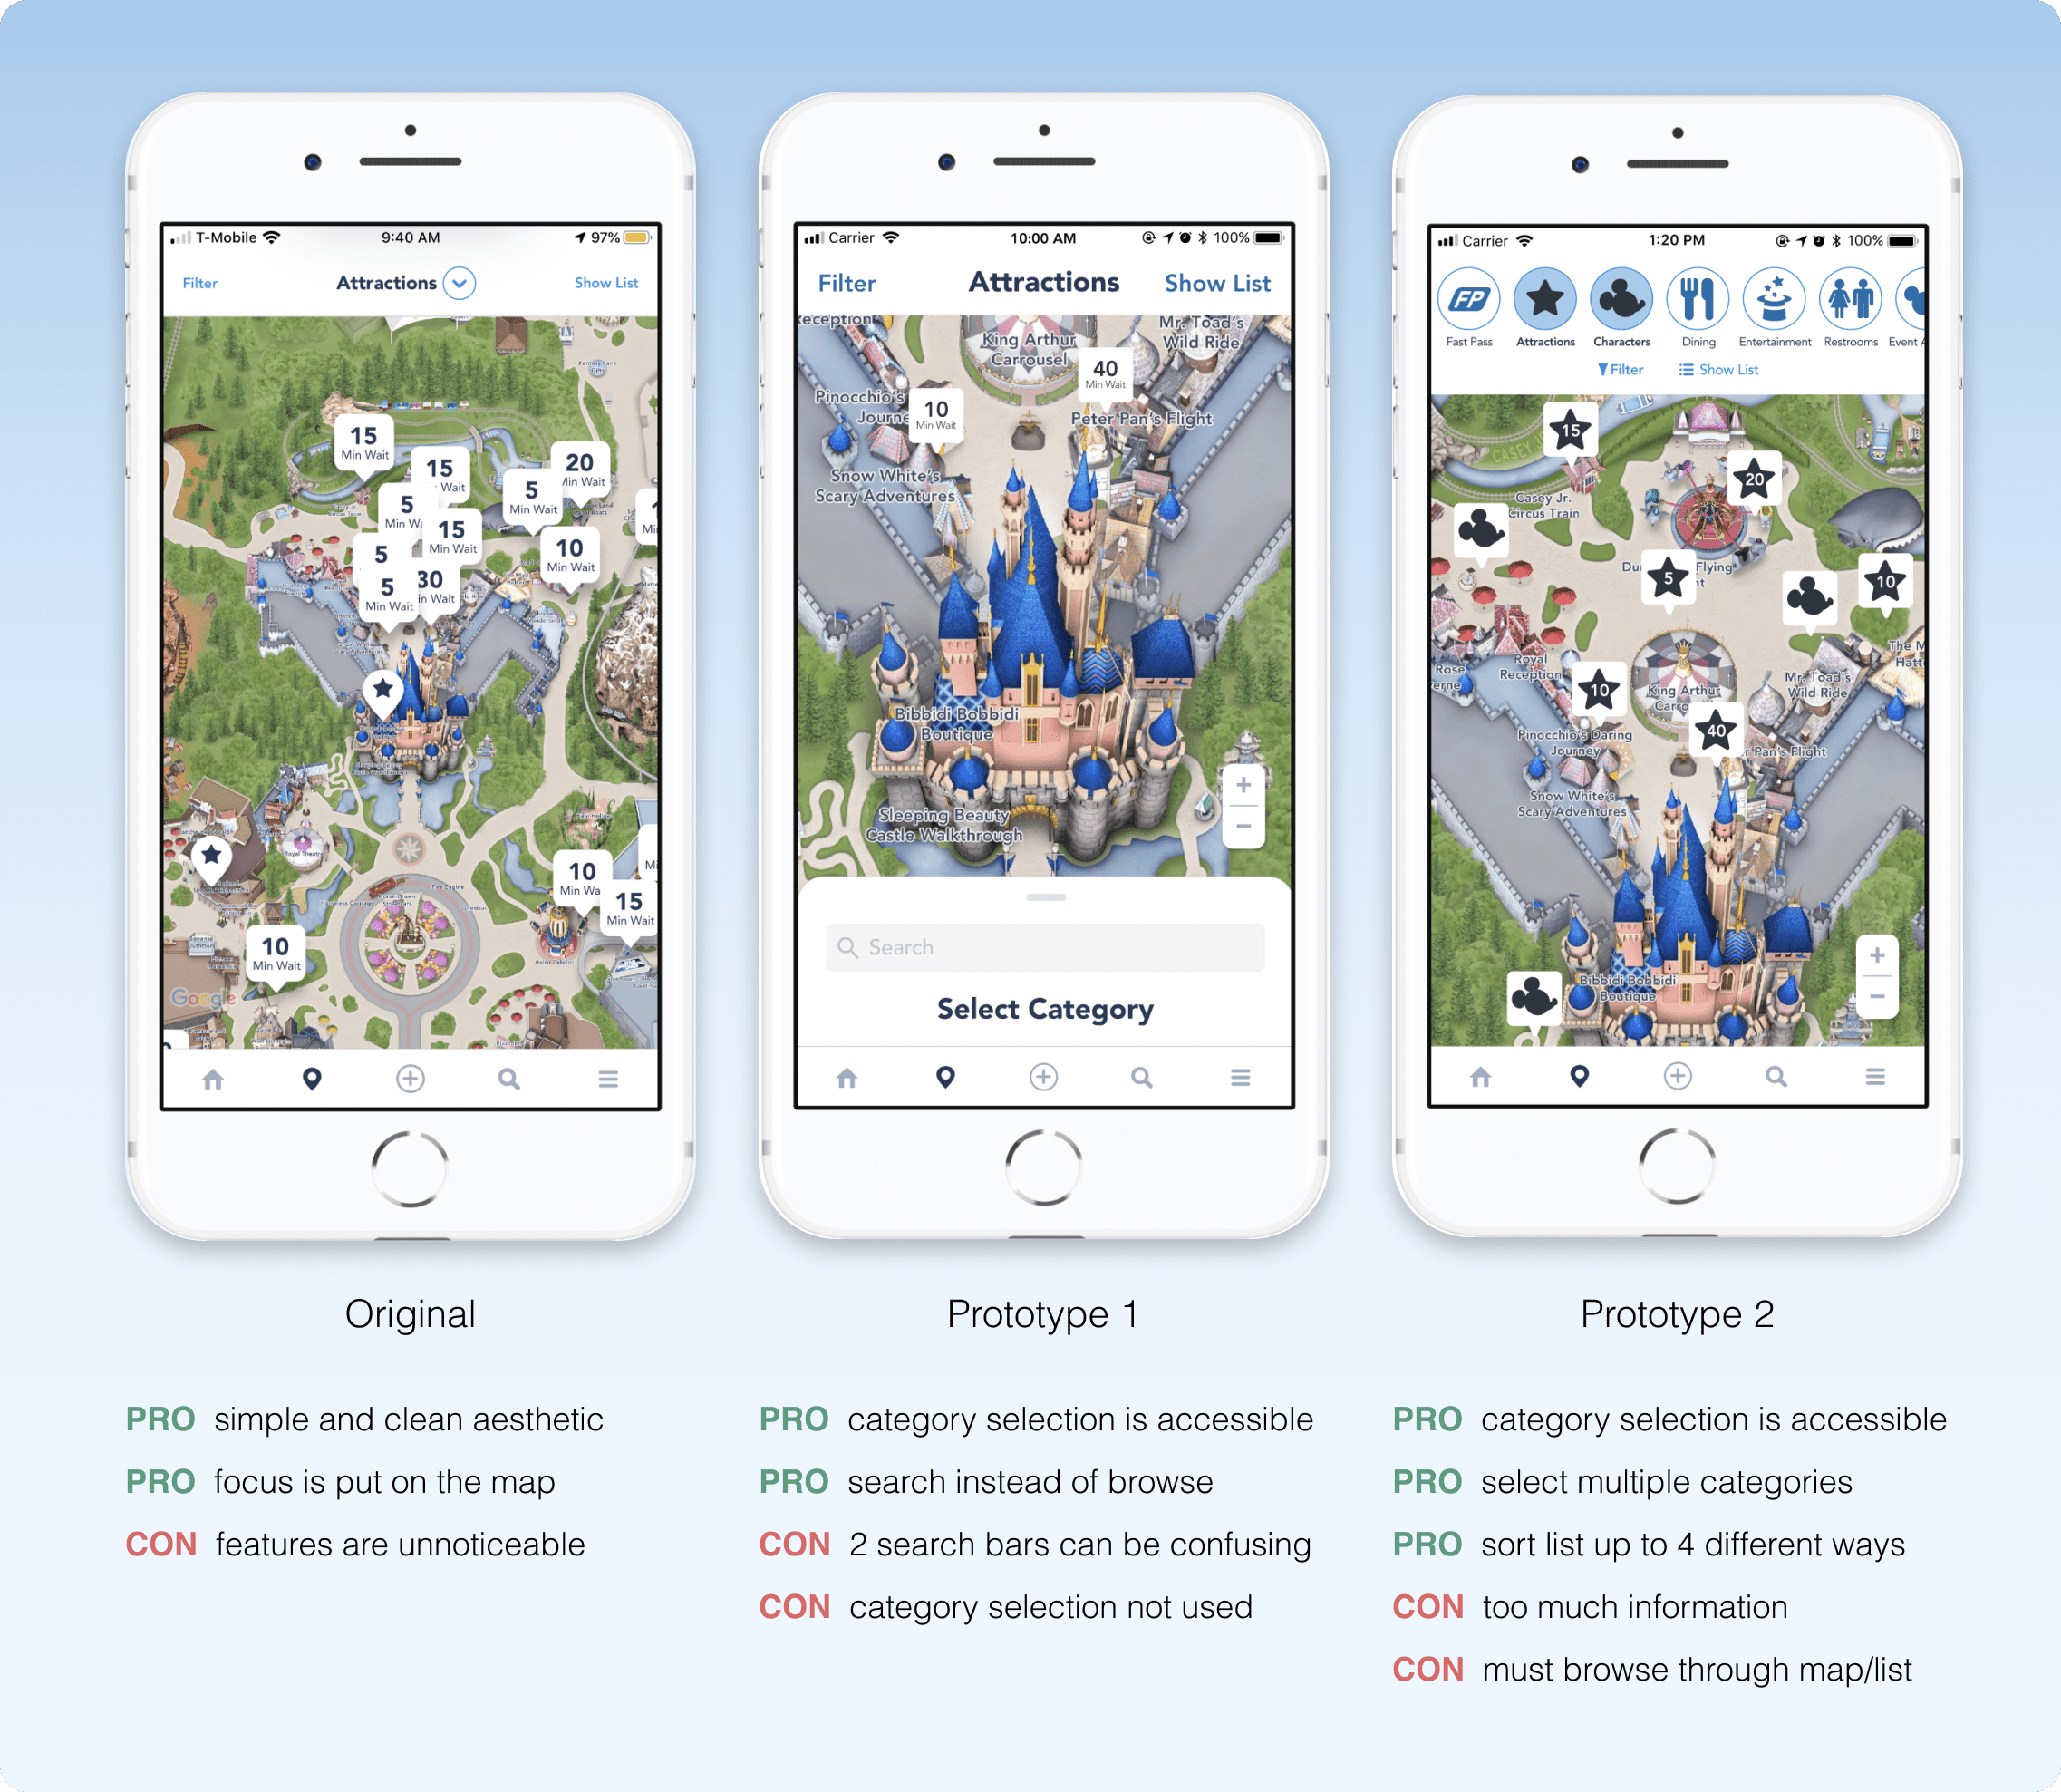 T-Mobile 9:40 AM 97%
Filter Attractions Show List
15
Min Wait
15
Wait
20
Min Wait
5
Min Wait
5
Min W
15
Min Wait
10
Min Wait
5
5
Min Wait
30
in Wait
Royal Theatre
10
Min Wa
15
Min Wait
10
Min Wait
Google
Carrier 10:00 AM 100%
Filter Attractions Show List
Reception
King Arthur
Carrousel
Mr. Toad's
Wild Ride
40
Min Wait
Pinocchio's
Journe
10
Min Wait
Peter Pan's Flight
Snow White's
Scary Adventures
Bibbidi Bobbidi
Boutique
Sleeping Beauty
Castle Walkthrough
+
−
Search
Select Category
Carrier 1:20 PM 100%
FP
Fast Pass Attractions Characters Dining Entertainment Restrooms Event A
Filter Show List
CASEY
15
20
Casey Jr.
Circus Train
Du Flying
5
nt
10
Royal
Reception
Rose
erne
The M
Hatt
10
King Arthur
Carro
Mr. Toad's
Wild Ride
40
Pinocchio's Daring
Journey
r Pan's Flight
Snow White's
Scary Adventures
Bibbidi Bobbidi
Boutique
+
−
Original
PRO simple and clean aesthetic
PRO focus is put on the map
CON features are unnoticeable
Prototype 1
PRO category selection is accessible
PRO search instead of browse
CON 2 search bars can be confusing
CON category selection not used
Prototype 2
PRO category selection is accessible
PRO select multiple categories
PRO sort list up to 4 different ways
CON too much information
CON must browse through map/list